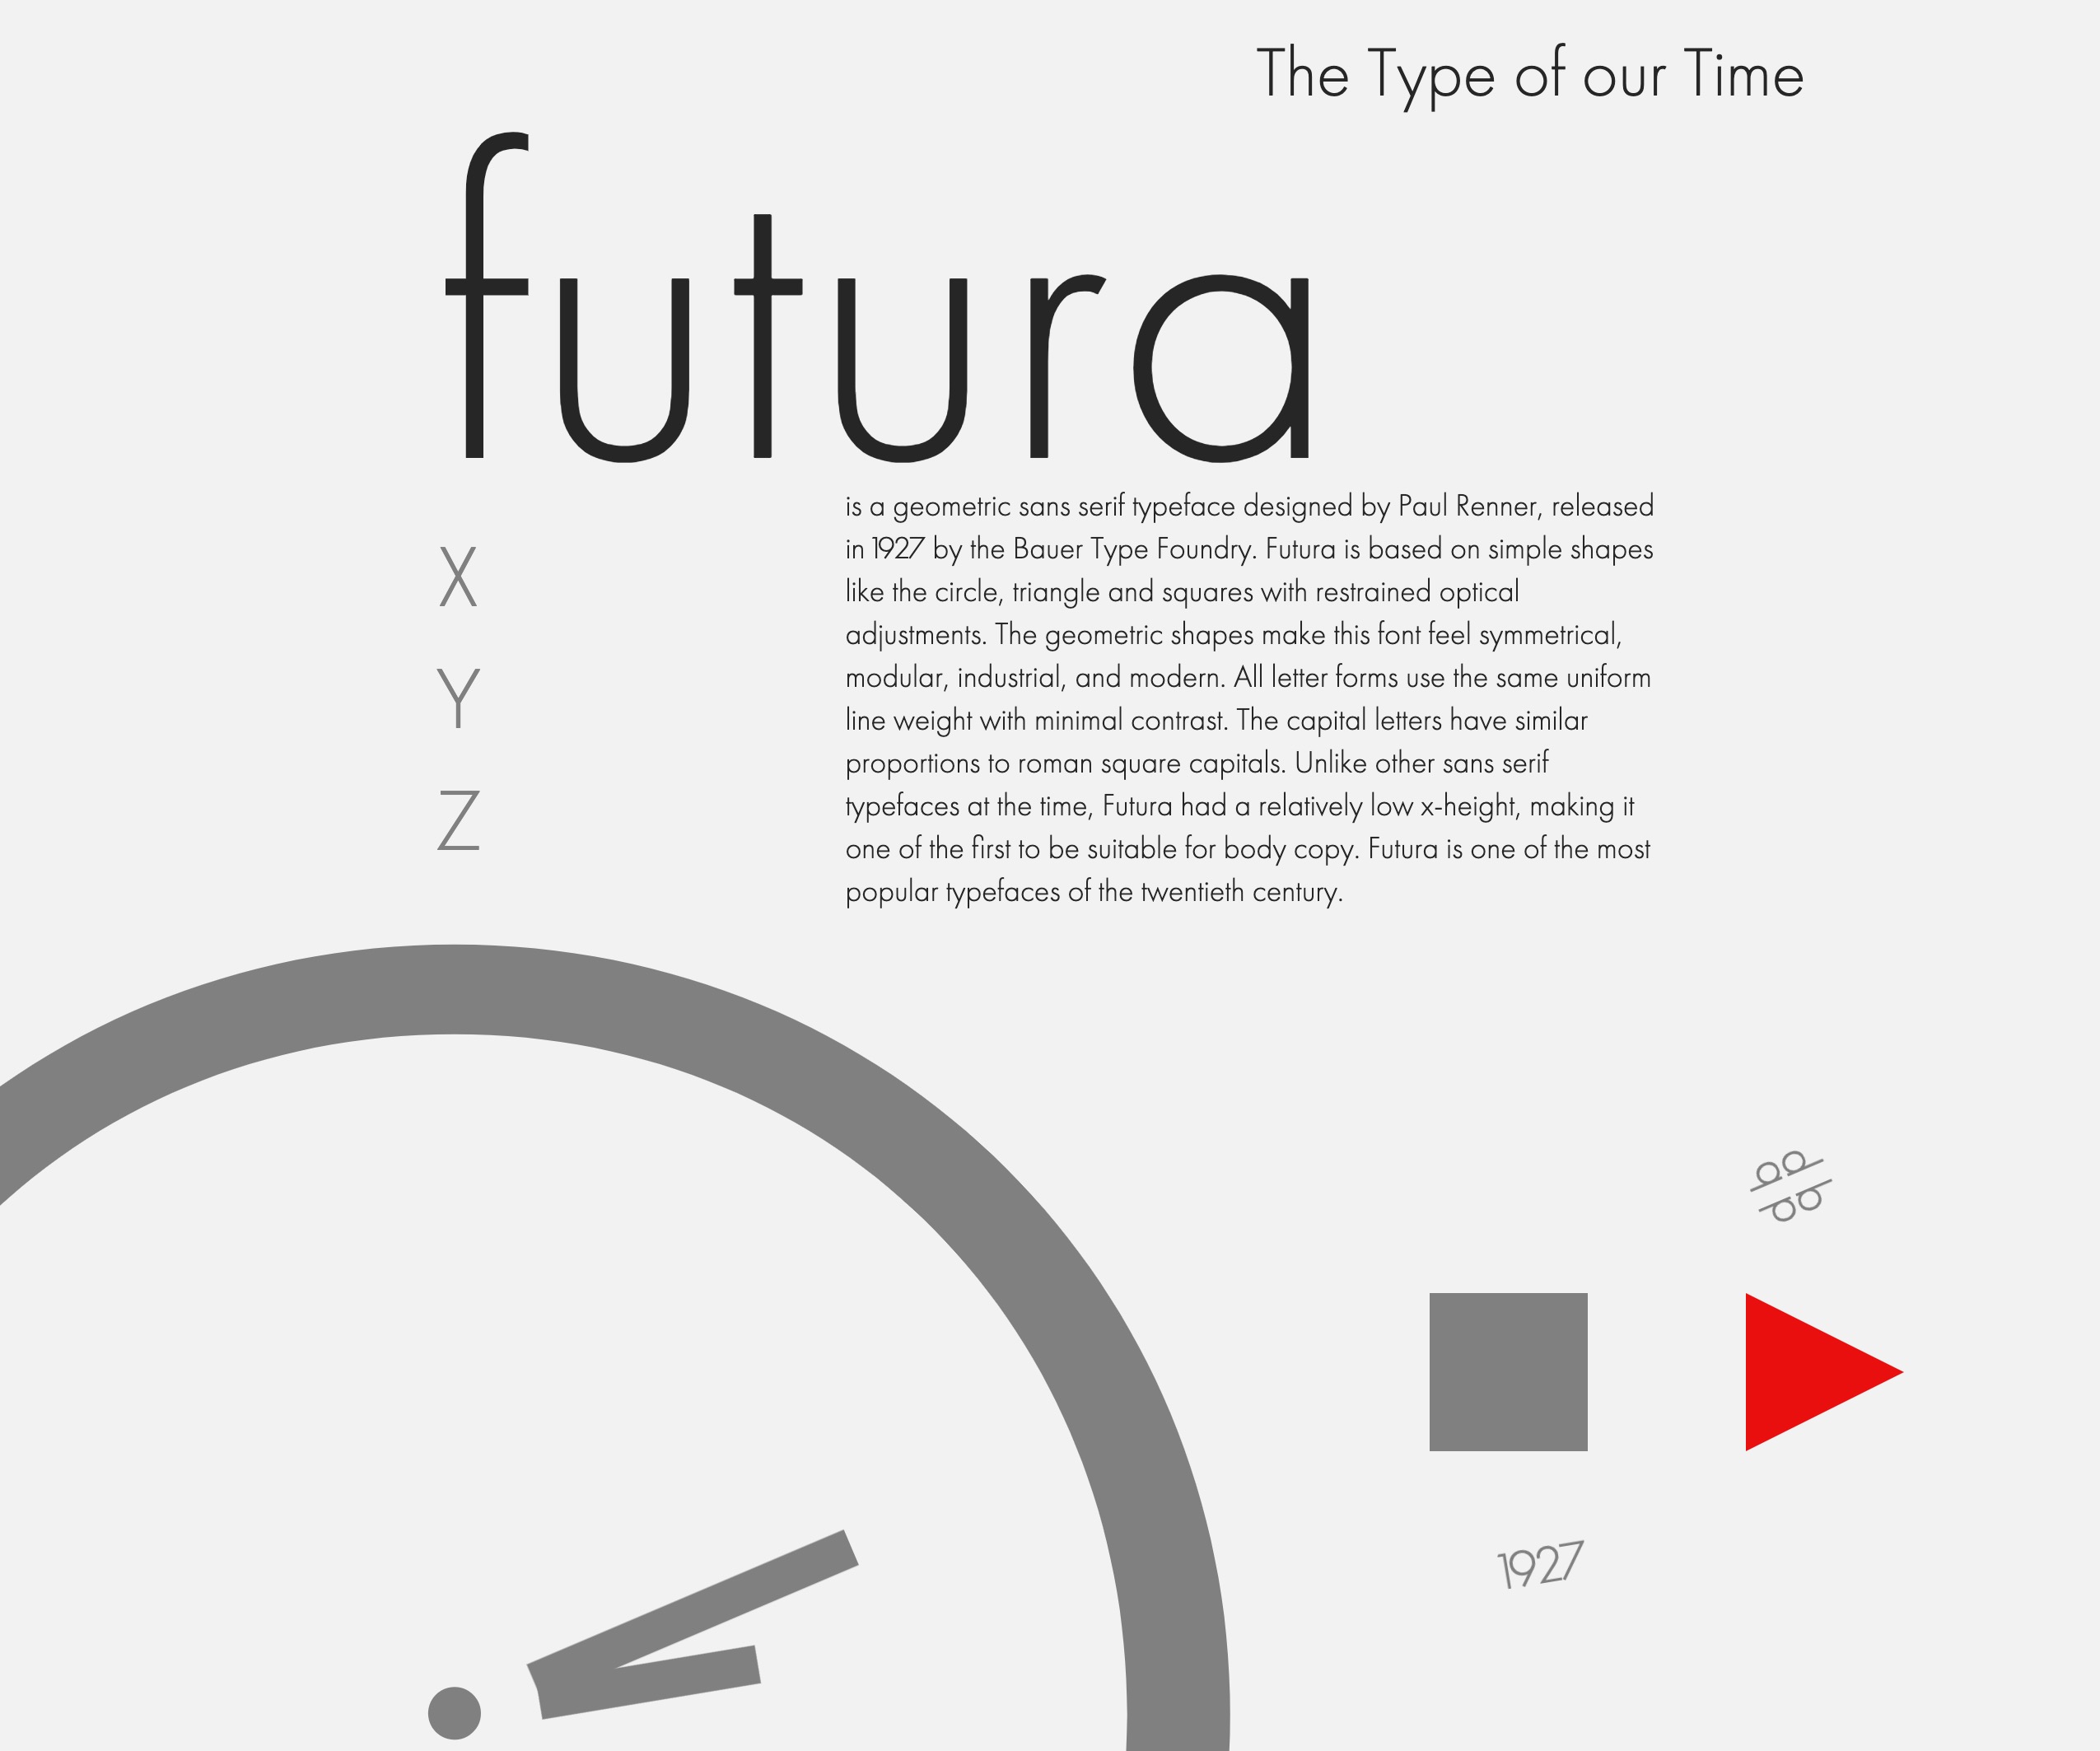 The Type of our Time
futura
is a geometric sans serif typeface designed by Paul Renner, released
in 1927 by the Bauer Type Foundry. Futura is based on simple shapes
like the circle, triangle and squares with restrained optical
adjustments. The geometric shapes make this font feel symmetrical,
modular, industrial, and modern. All letter forms use the same uniform
line weight with minimal contrast. The capital letters have similar
proportions to roman square capitals. Unlike other sans serif
typefaces at the time, Futura had a relatively low x-height, making it
one of the first to be suitable for body copy. Futura is one of the most
popular typefaces of the twentieth century.
X
Y
Z
1927